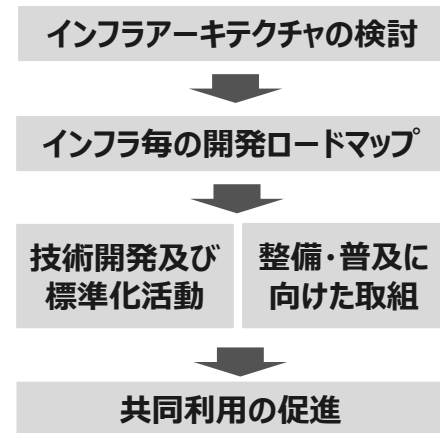 インフラアーキテクチャの検討
インフラ毎の開発ロードマップ
技術開発及び
標準化活動
整備・普及に
向けた取組
共同利用の促進